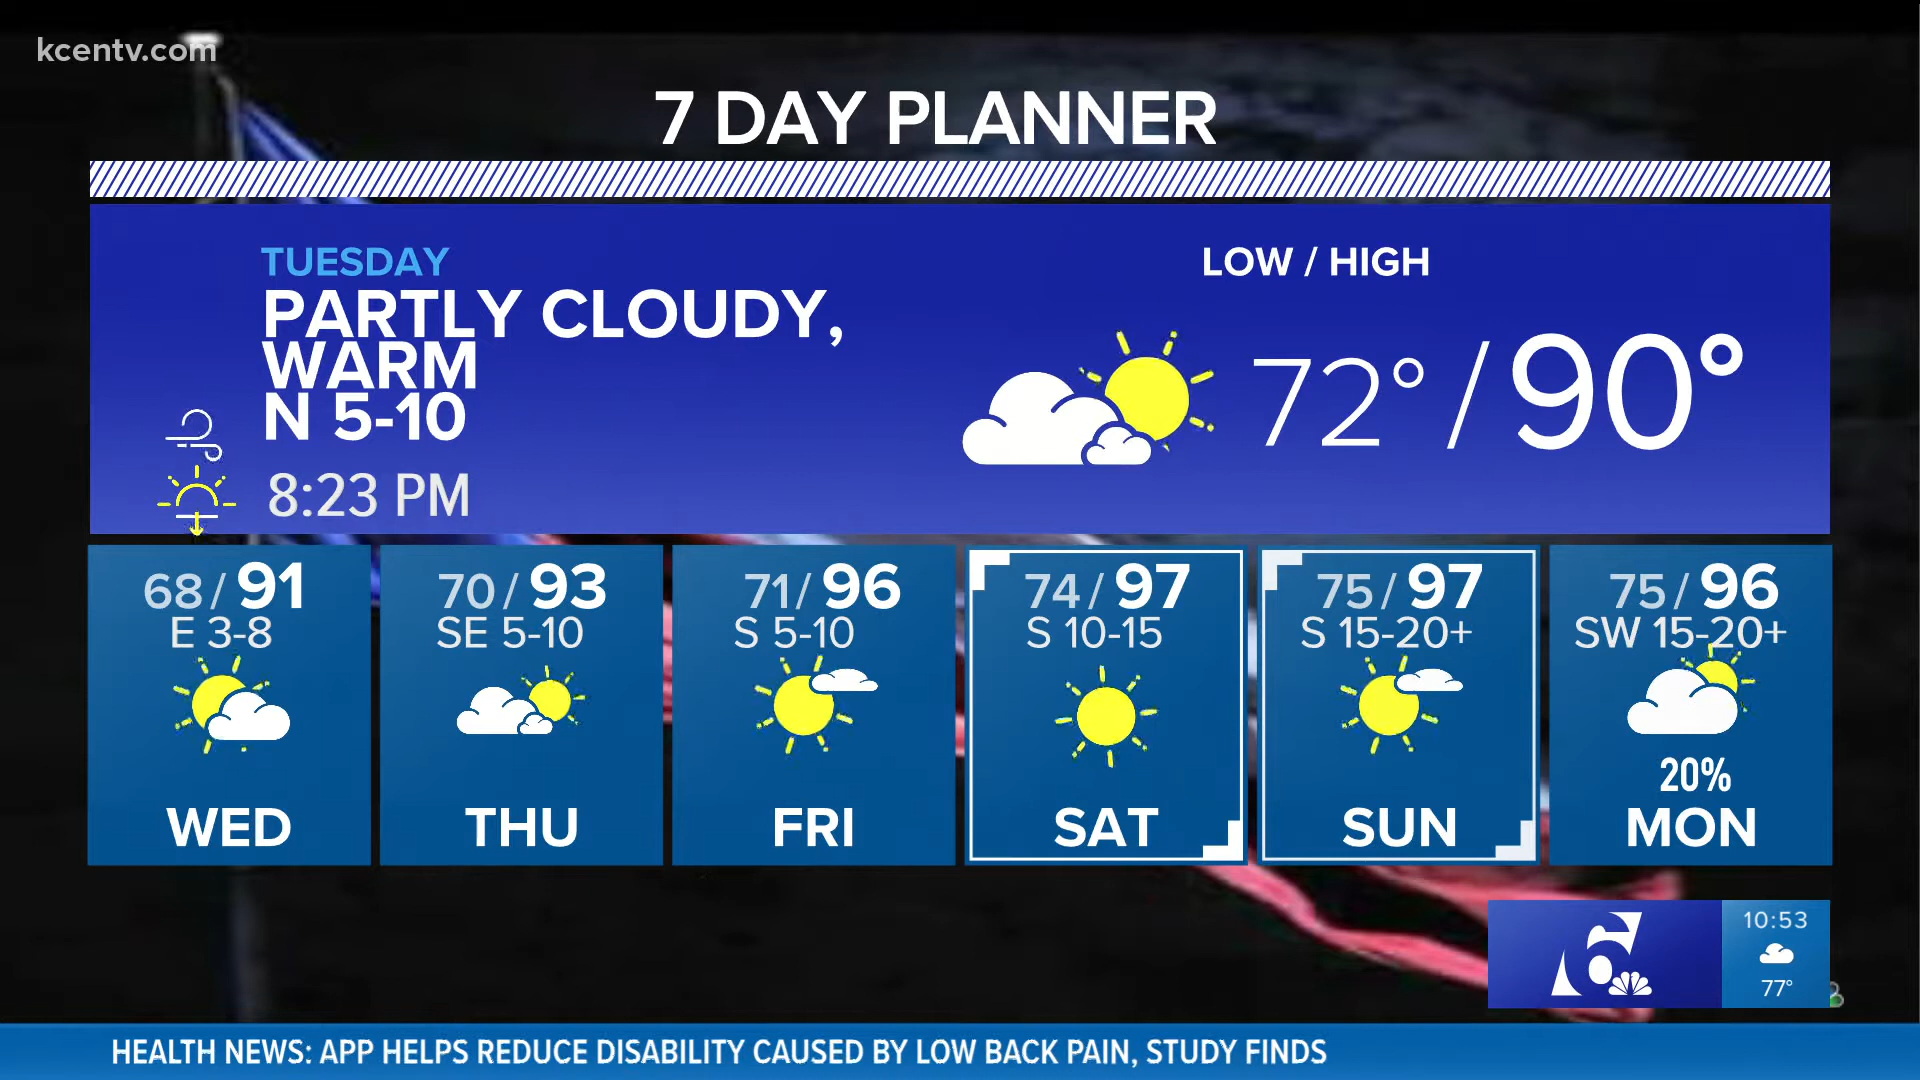 kcentv.com
7 DAY PLANNER
TUESDAY
PARTLY CLOUDY,
WARM
N 5-10
8:23 PM
LOW / HIGH
72° / 90°
68 / 91
E 3-8
WED
70 / 93
SE 5-10
THU
71 / 96
S 5-10
FRI
74 / 97
S 10-15
SAT
75 / 97
S 15-20+
SUN
75 / 96
SW 15-20+
20%
MON
6
10:53
77°
HEALTH NEWS: APP HELPS REDUCE DISABILITY CAUSED BY LOW BACK PAIN, STUDY FINDS